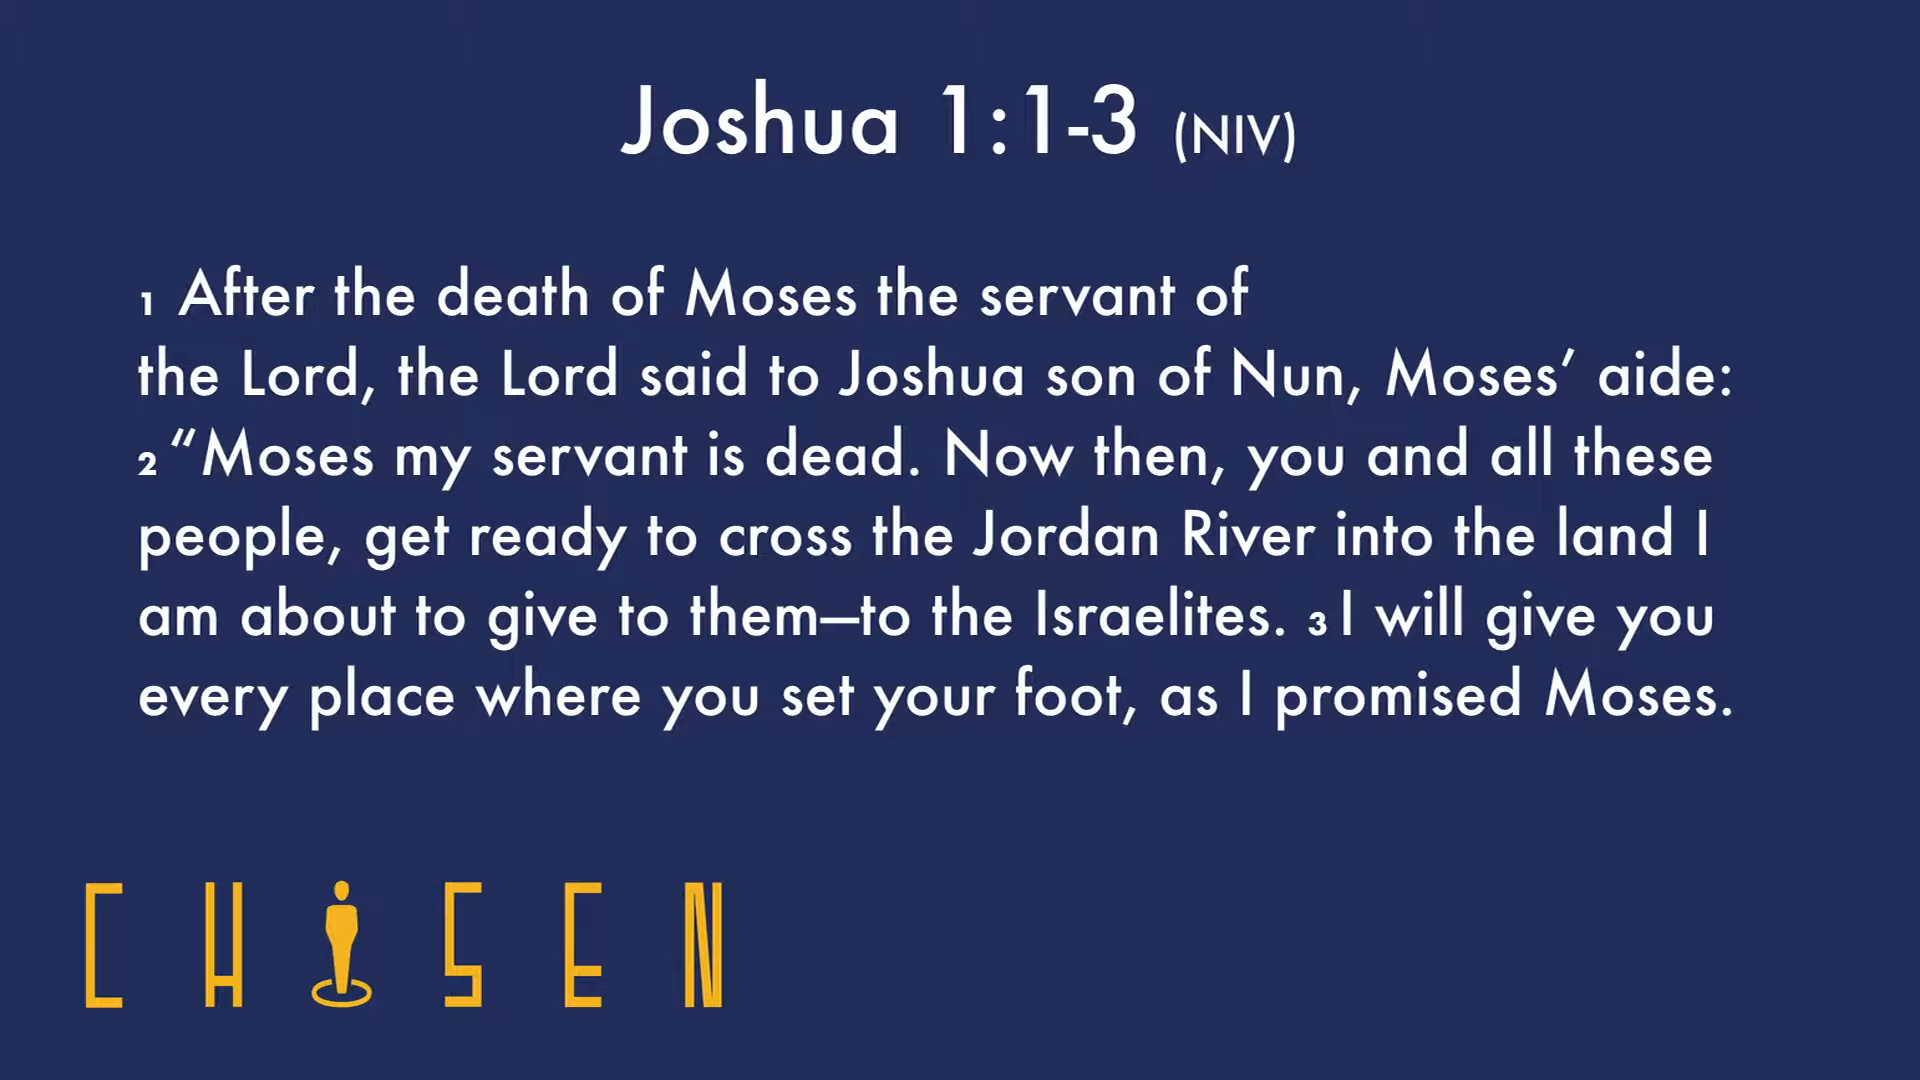 Joshua 1:1-3 (NIV)
1 After the death of Moses the servant of
the Lord, the Lord said to Joshua son of Nun, Moses’ aide:
2 “Moses my servant is dead. Now then, you and all these
people, get ready to cross the Jordan River into the land I
am about to give to them—to the Israelites. 3 I will give you
every place where you set your foot, as I promised Moses.
CHOSEN